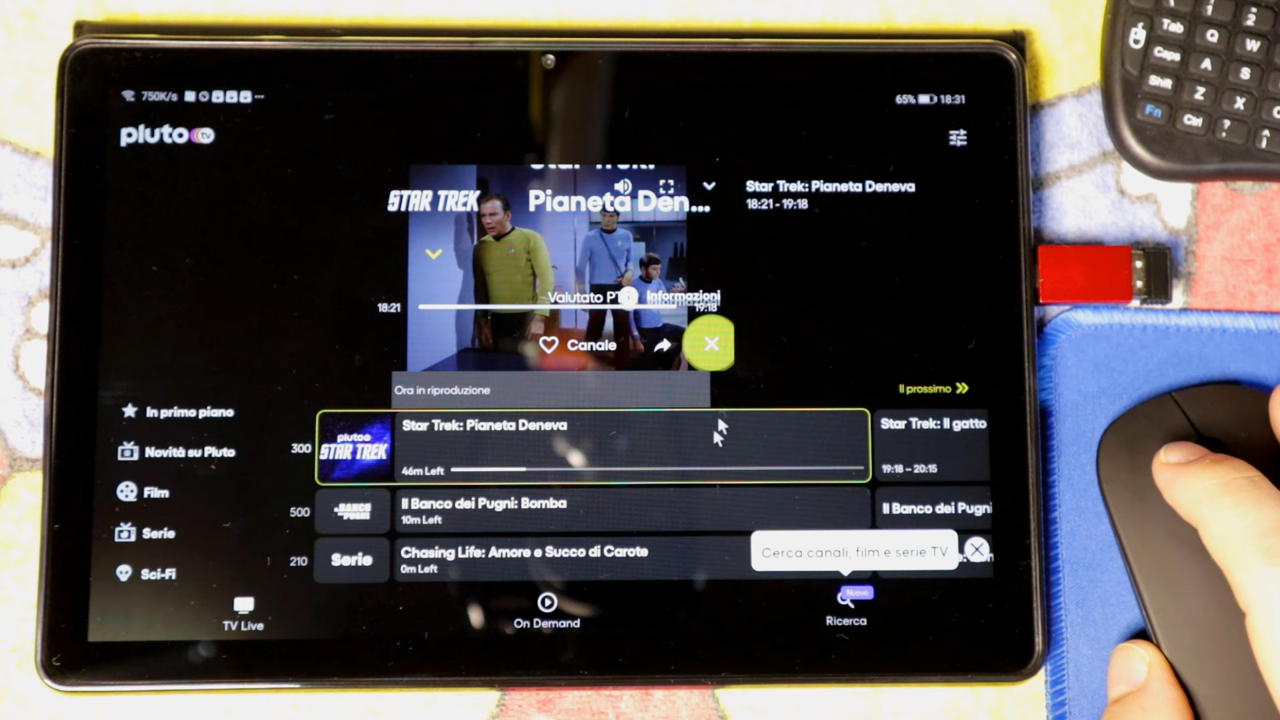 750K/s
65% 18:31
pluto tv
STAR TREK
Pianeta Den...
Star Trek: Pianeta Deneva
18:21 - 19:18
18:21
Informazioni
19:18
Canale
Ora in riproduzione
Il prossimo
In primo piano
Novità su Pluto
Film
Serie
Sci-Fi
300
pluto
STAR TREK
Star Trek: Pianeta Deneva
46m Left
Star Trek: Il gatto
19:18 – 20:15
500
IL BANCO
DEI PUGNI
Il Banco dei Pugni: Bomba
10m Left
Il Banco dei Pugni
210
Serie
Chasing Life: Amore e Succo di Carote
0m Left
Cerca canali, film e serie TV
TV Live
On Demand
Nuovo
Ricerca
Tab
Q
W
Caps
A
S
Shift
Z
X
Fn
Ctrl